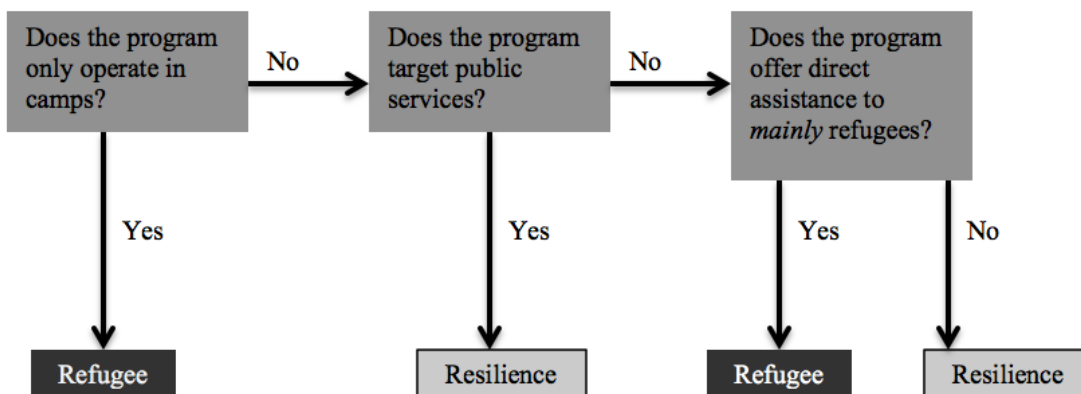 Does the program
only operate in
camps?
No
Does the program
target public
services?
No
Does the program
offer direct
assistance to
mainly refugees?
Yes
Yes
Yes
No
Refugee
Resilience
Refugee
Resilience